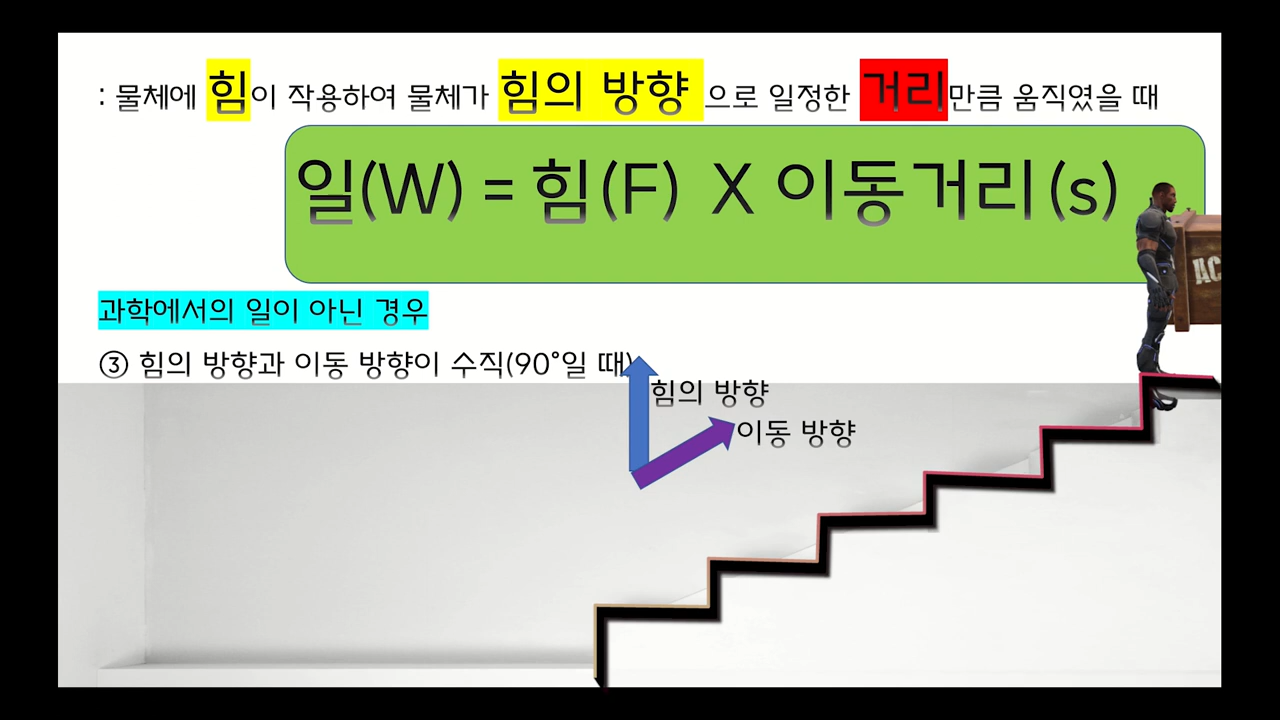 : 물체에 힘이 작용하여 물체가 힘의 방향 으로 일정한 거리만큼 움직였을 때
일(W) = 힘(F) X 이동거리(s)
AC
과학에서의 일이 아닌 경우
③ 힘의 방향과 이동 방향이 수직(90°일 때)
힘의 방향
이동 방향